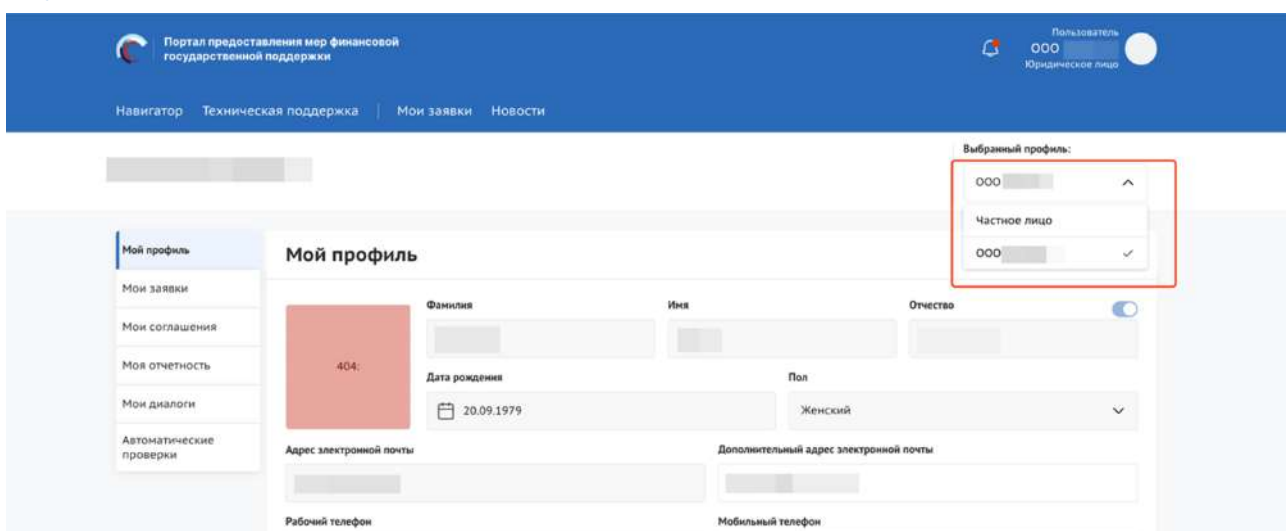 Портал предоставления мер финансовой
государственной поддержки
Пользователь
ООО
Юридическое лицо
Навигатор Техническая поддержка Мои заявки Новости
Выбранный профиль:
ООО
Частное лицо
ООО
Мой профиль
Мои заявки
Мои соглашения
Моя отчетность
Мои диалоги
Автоматические
проверки
Мой профиль
404:
Фамилия Имя Отчество
Дата рождения Пол
20.09.1979 Женский
Адрес электронной почты Дополнительный адрес электронной почты
Рабочий телефон Мобильный телефон